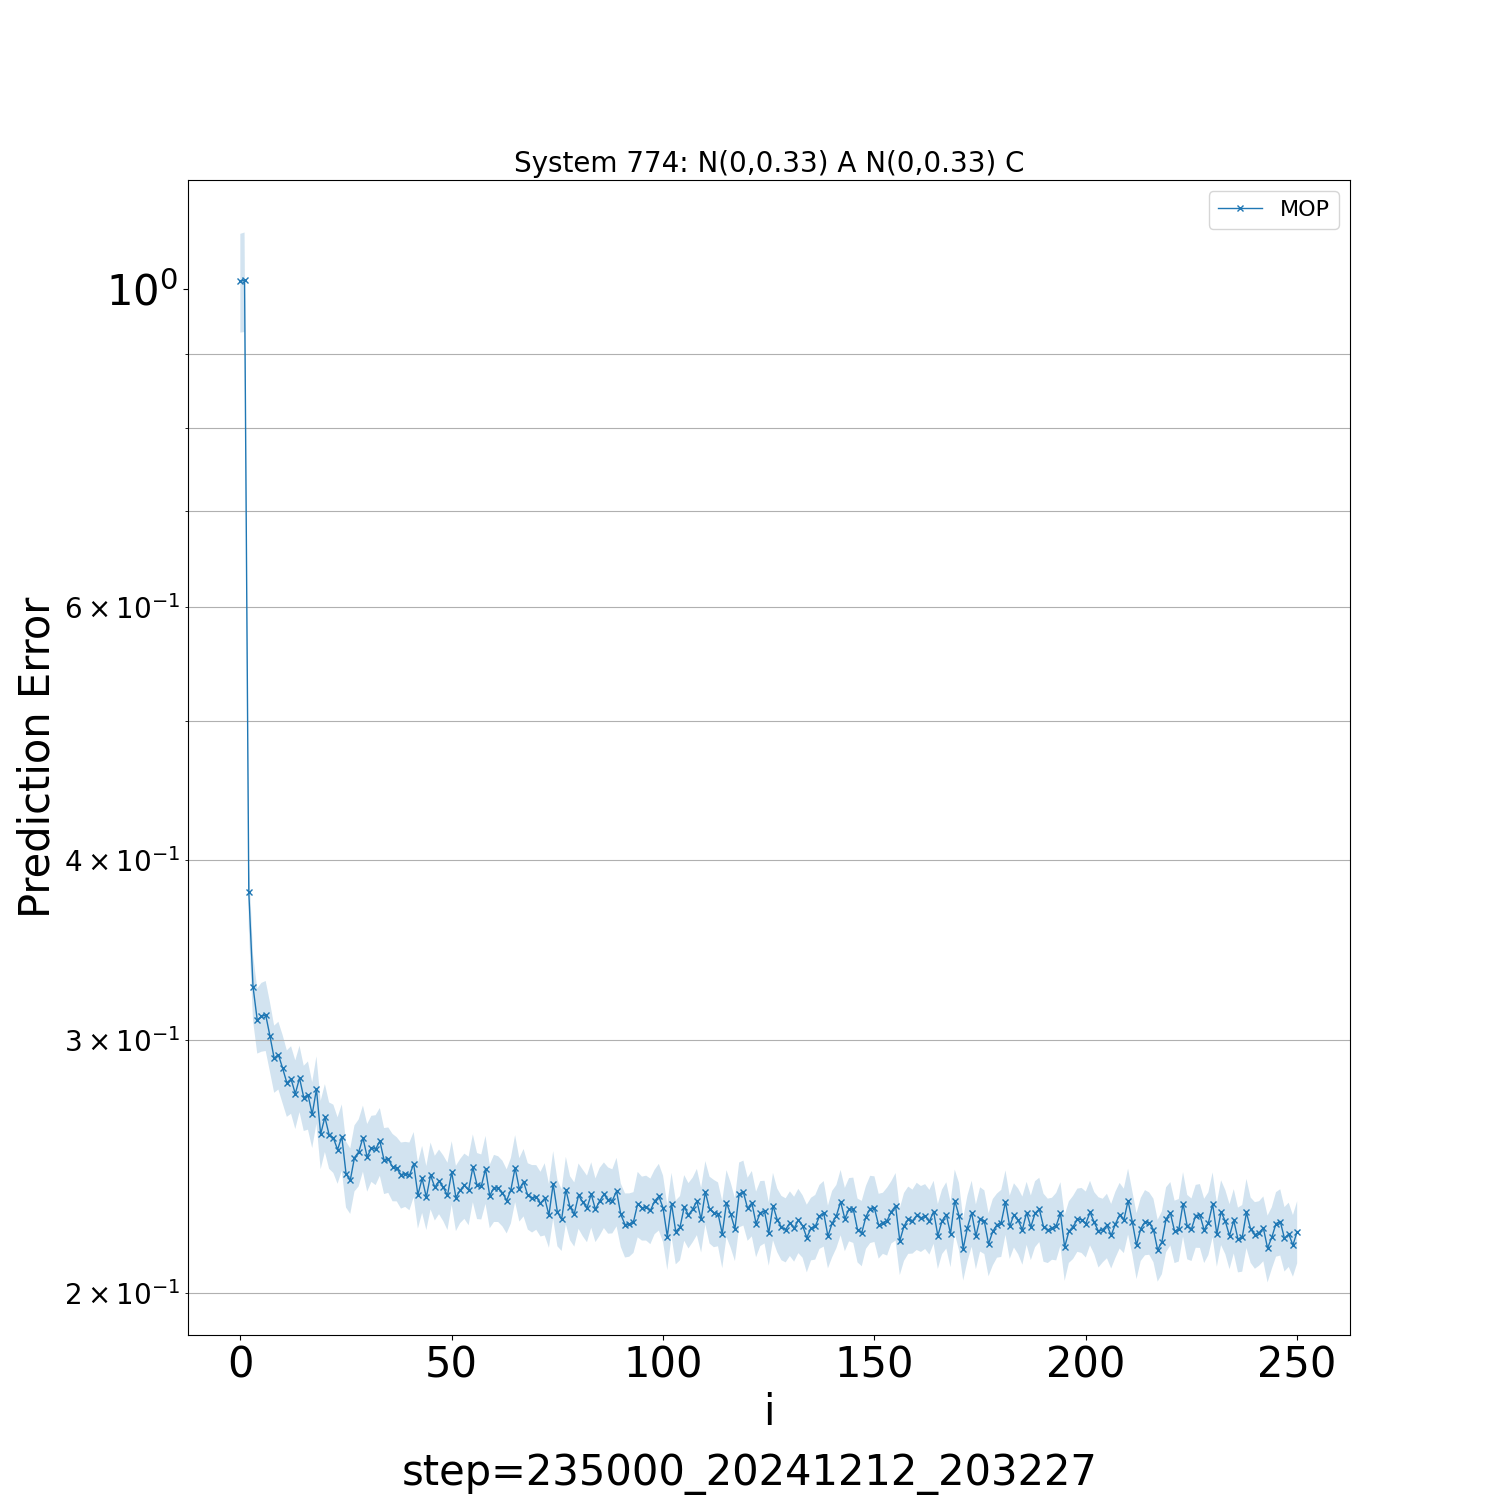 System 774: N(0,0.33) A N(0,0.33) C
MOP
10⁰
6 × 10⁻¹
4 × 10⁻¹
3 × 10⁻¹
2 × 10⁻¹
Prediction Error
0 50 100 150 200 250
i
step=235000_20241212_203227